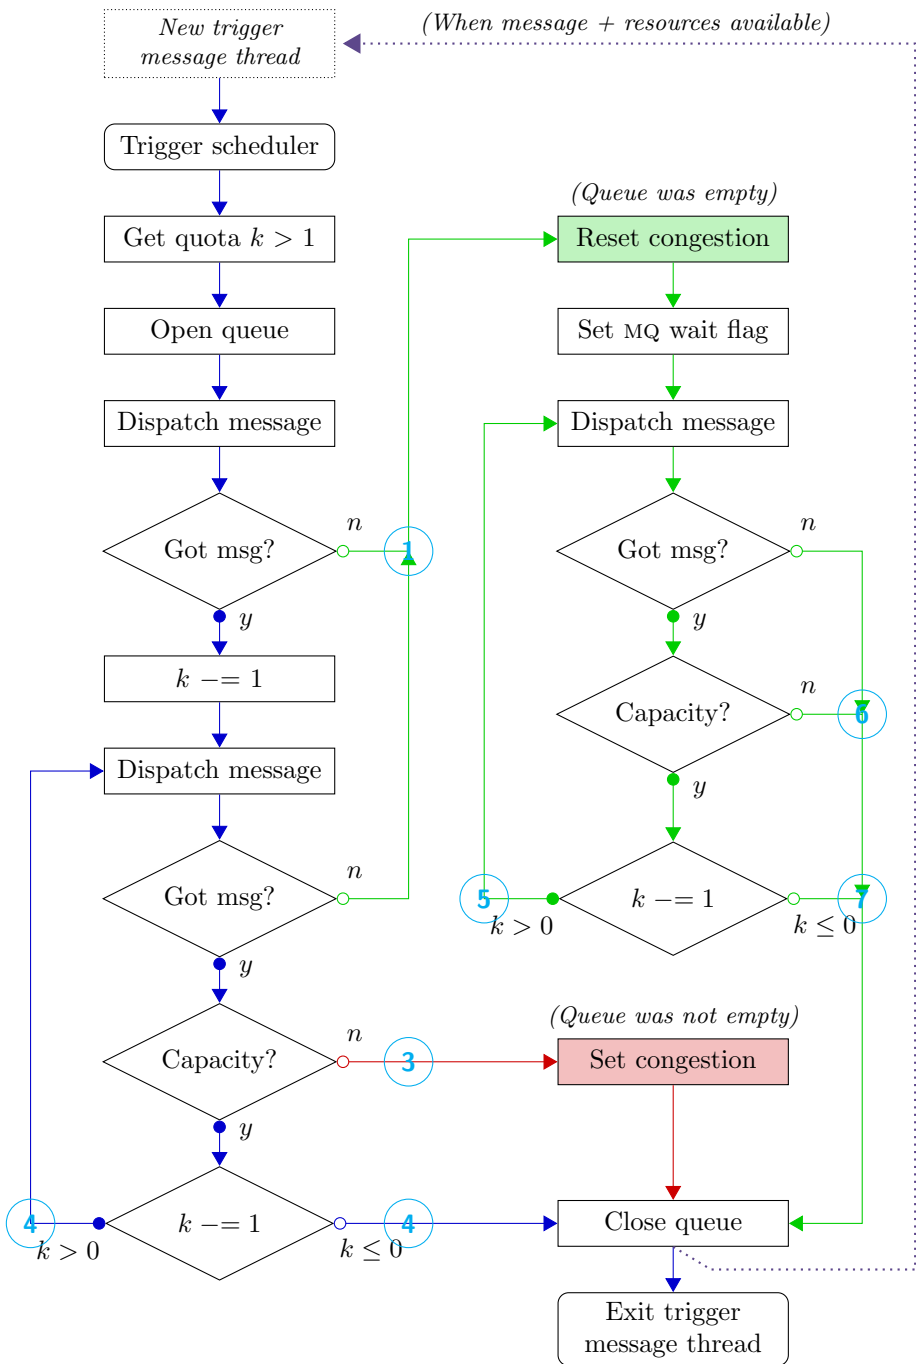 New trigger
message thread
(When message + resources available)
Trigger scheduler
Get quota k > 1
Open queue
Dispatch message
Got msg?
n
1
y
k −= 1
Dispatch message
Got msg?
n
y
Capacity?
n
3
y
k −= 1
4
k > 0
k ≤ 0
4
(Queue was empty)
Reset congestion
Set MQ wait flag
Dispatch message
Got msg?
n
y
Capacity?
n
6
y
k −= 1
5
k > 0
k ≤ 0
7
(Queue was not empty)
Set congestion
Close queue
Exit trigger
message thread